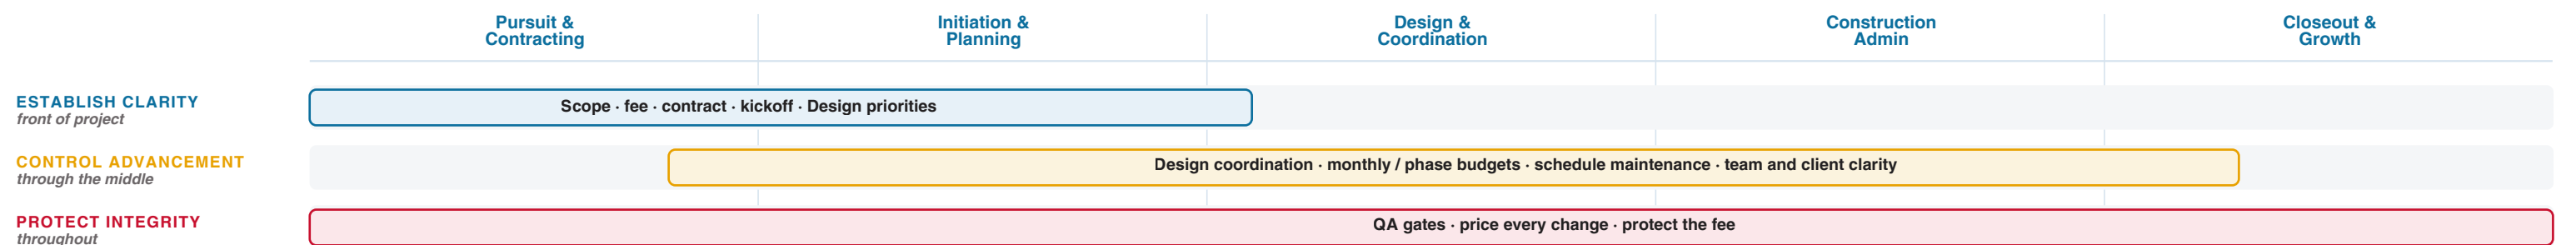 Pursuit &
Contracting
Initiation &
Planning
Design &
Coordination
Construction
Admin
Closeout &
Growth
ESTABLISH CLARITY
front of project
Scope · fee · contract · kickoff · Design priorities
CONTROL ADVANCEMENT
through the middle
Design coordination · monthly / phase budgets · schedule maintenance · team and client clarity
PROTECT INTEGRITY
throughout
QA gates · price every change · protect the fee